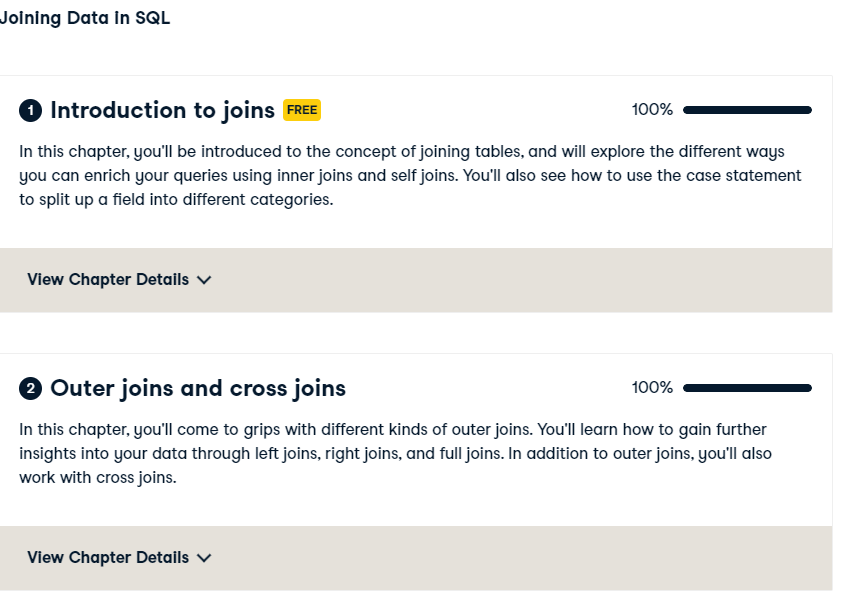 Joining Data in SQL
1 Introduction to joins FREE 100%
In this chapter, you'll be introduced to the concept of joining tables, and will explore the different ways
you can enrich your queries using inner joins and self joins. You'll also see how to use the case statement
to split up a field into different categories.
View Chapter Details
2 Outer joins and cross joins 100%
In this chapter, you'll come to grips with different kinds of outer joins. You'll learn how to gain further
insights into your data through left joins, right joins, and full joins. In addition to outer joins, you'll also
work with cross joins.
View Chapter Details